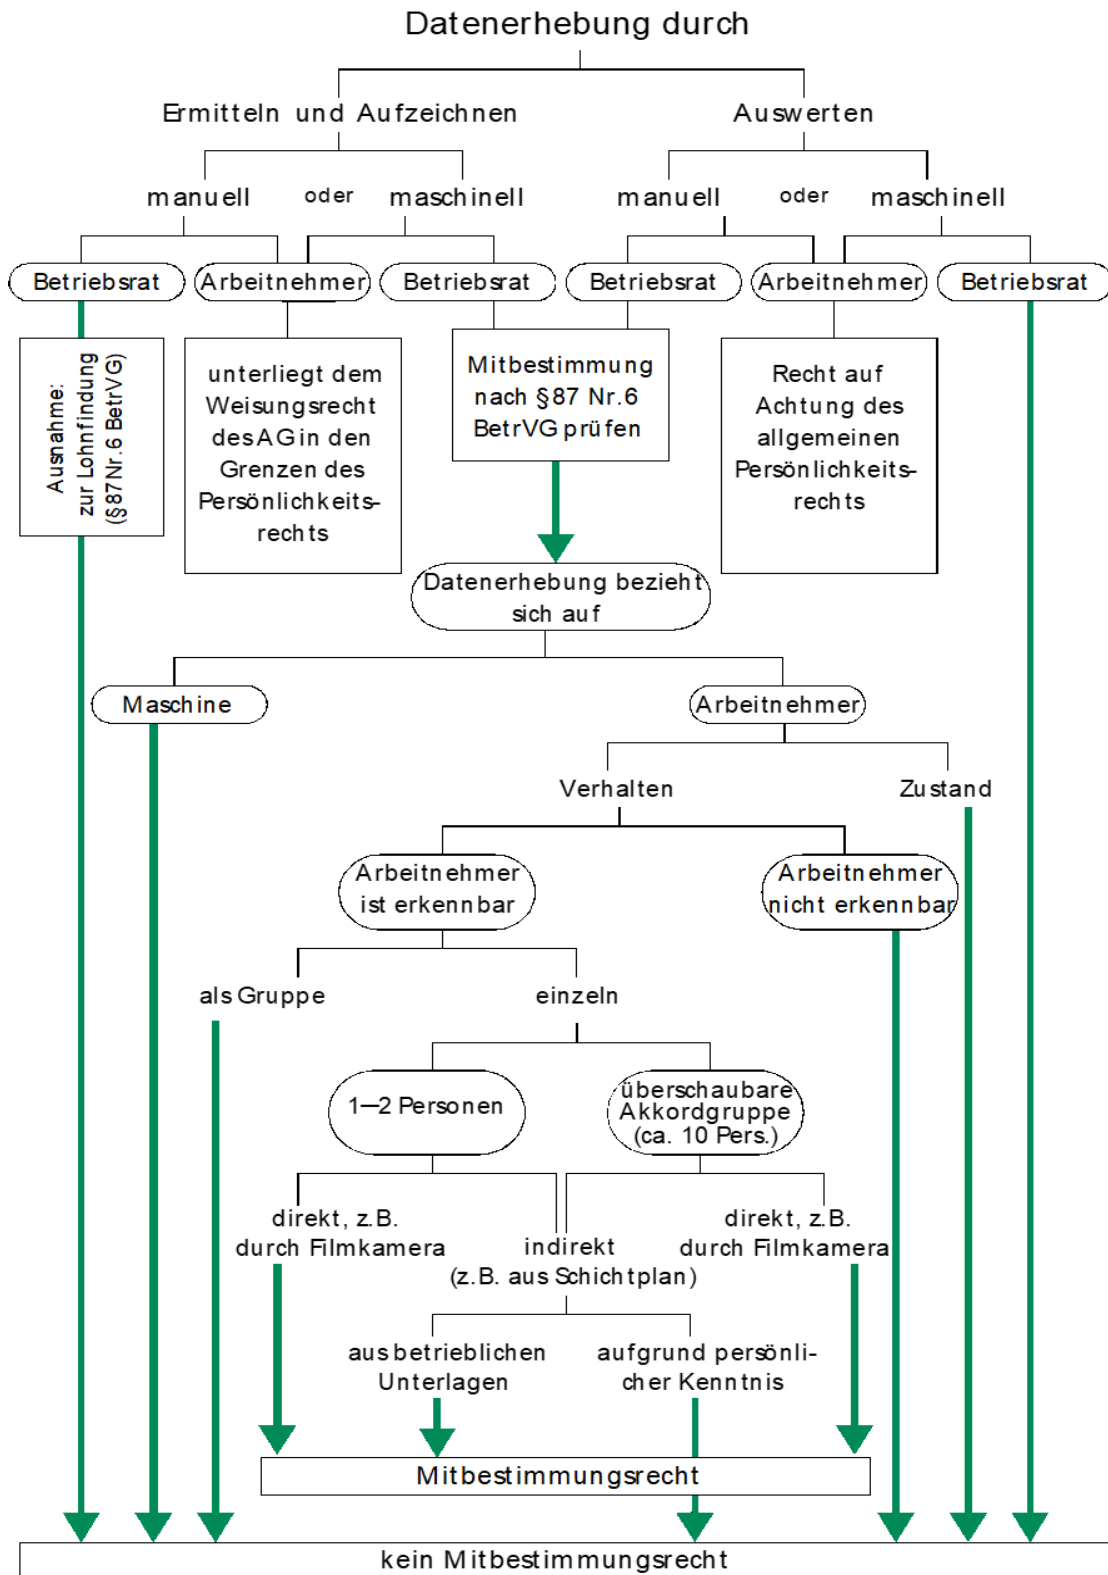 Datenerhebung durch
Ermitteln und Aufzeichnen
Auswerten
manuell
oder
maschinell
manuell
oder
maschinell
Betriebsrat
Arbeitnehmer
Betriebsrat
Betriebsrat
Arbeitnehmer
Betriebsrat
Ausnahme:
zur Lohnfindung
(§87Nr. 6 BetrVG)
unterliegt dem
Weisungsrecht
des AG in den
Grenzen des
Persönlichkeits-
rechts
Mitbestimmung
nach §87 Nr.6
BetrVG prüfen
Recht auf
Achtung des
allgemeinen
Persönlichkeits-
rechts
Datenerhebung bezieht
sich auf
Maschine
Arbeitnehmer
Verhalten
Zustand
Arbeitnehmer
ist erkennbar
Arbeitnehmer
nicht erkennbar
als Gruppe
einzeln
1–2 Personen
überschaubare
Akkordgruppe
(ca. 10 Pers.)
direkt, z.B.
durch Filmkamera
indirekt
(z.B. aus Schichtplan)
direkt, z.B.
durch Filmkamera
aus betrieblichen
Unterlagen
aufgrund persönli-
cher Kenntnis
Mitbestimmungsrecht
kein Mitbestimmungsrecht